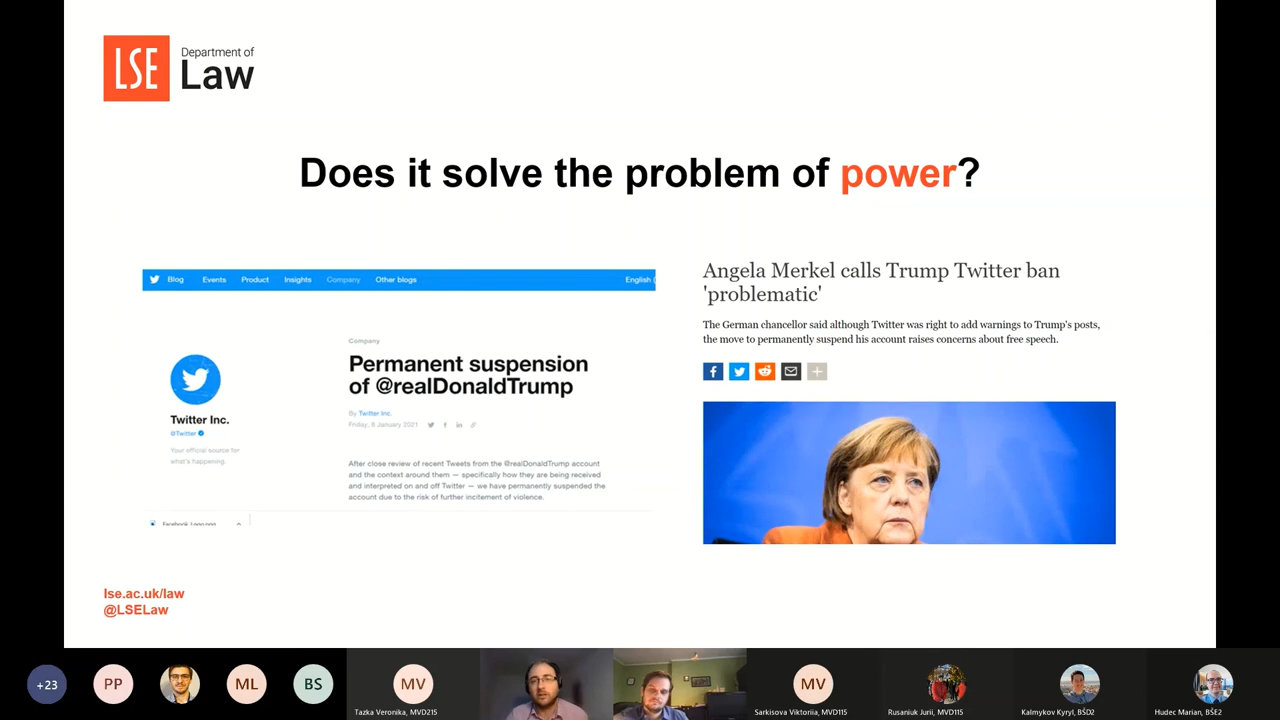 LSE
Department of
Law
Does it solve the problem of power?
Blog Events Product Insights Company Other blogs English
Company
Permanent suspension
of @realDonaldTrump
By Twitter Inc.
Friday, 8 January 2021
Twitter Inc.
@Twitter
Your official source for
what's happening.
After close review of recent Tweets from the @realDonaldTrump account
and the context around them — specifically how they are being received
and interpreted on and off Twitter — we have permanently suspended the
account due to the risk of further incitement of violence.
Angela Merkel calls Trump Twitter ban
'problematic'
The German chancellor said although Twitter was right to add warnings to Trump's posts,
the move to permanently suspend his account raises concerns about free speech.
lse.ac.uk/law
@LSELaw
+23
PP
ML
BS
MV
Tazka Veronika, MVD215
MV
Sarkisova Viktoriia, MVD115
Rusaniuk Jurii, MVD115
Kalmykov Kyryl, BŠD2
Hudec Marian, BŠE2